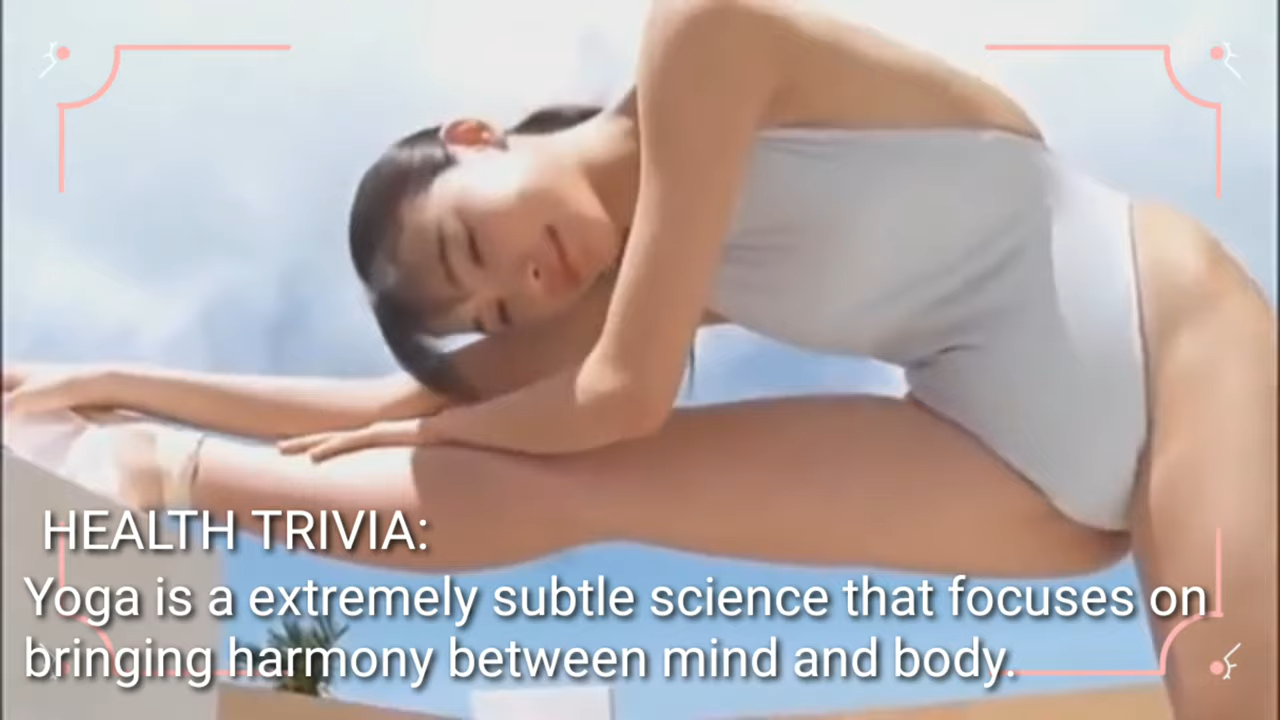 HEALTH TRIVIA:
Yoga is a extremely subtle science that focuses on
bringing harmony between mind and body.